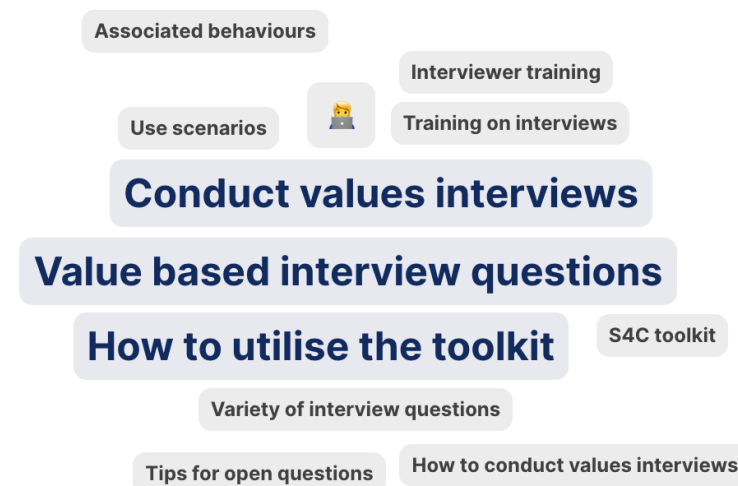 Associated behaviours
Interviewer training
Use scenarios
Training on interviews
Conduct values interviews
Value based interview questions
How to utilise the toolkit
S4C toolkit
Variety of interview questions
How to conduct values interviews
Tips for open questions